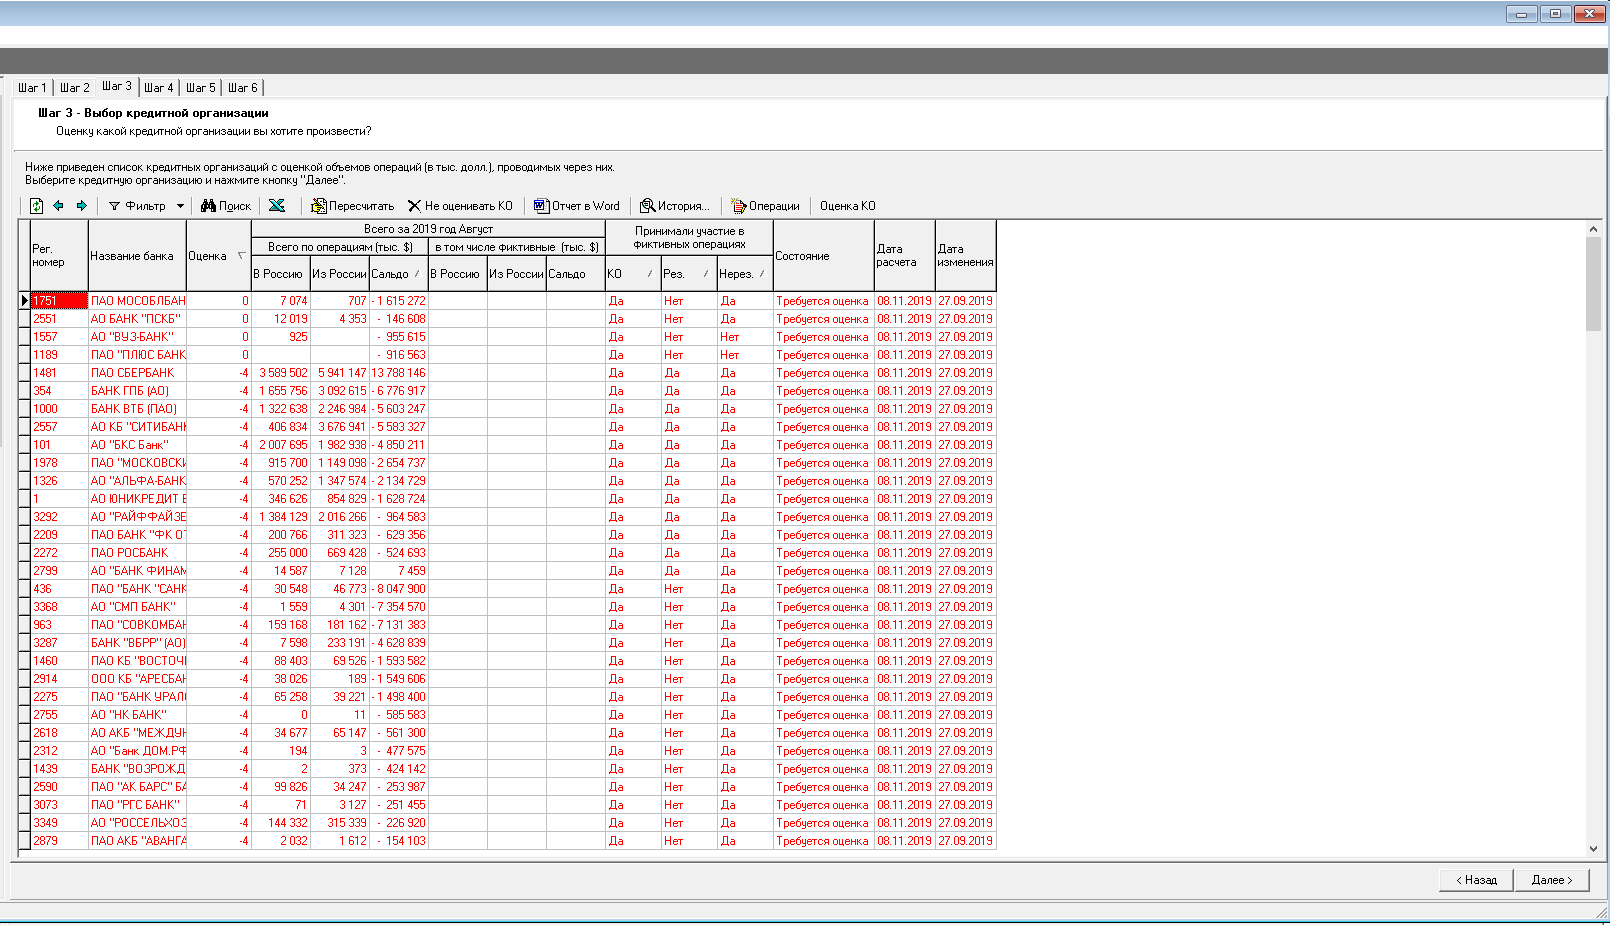 Шаг 1 Шаг 2 Шаг 3 Шаг 4 Шаг 5 Шаг 6
Шаг 3 - Выбор кредитной организации
Оценку какой кредитной организации вы хотите произвести?
Ниже приведен список кредитных организаций с оценкой объемов операций (в тыс. долл.), проводимых через них.
Выберите кредитную организацию и нажмите кнопку "Далее".
Фильтр Поиск Пересчитать Не оценивать КО Отчет в Word История... Операции Оценка КО
Рег. номер Название банка Оценка Всего за 2019 год Август Принимали участие в фиктивных операциях Состояние Дата расчета Дата изменения
Всего по операциям (тыс. $) в том числе фиктивные (тыс. $)
В Россию Из России Сальдо В Россию Из России Сальдо КО Рез. Нерез.
1751 ПАО МОСОБЛБАН 0 7 074 707 - 1 615 272 Да Нет Да Требуется оценка 08.11.2019 27.09.2019
2551 АО БАНК "ПСКБ" 0 12 019 4 353 - 146 608 Да Нет Да Требуется оценка 08.11.2019 27.09.2019
1557 АО "ВУЗ-БАНК" 0 925 - 955 615 Да Нет Нет Требуется оценка 08.11.2019 27.09.2019
1189 ПАО "ПЛЮС БАНК 0 - 916 563 Да Нет Нет Требуется оценка 08.11.2019 27.09.2019
1481 ПАО СБЕРБАНК -4 3 589 502 5 941 147 13 788 146 Да Да Да Требуется оценка 08.11.2019 27.09.2019
354 БАНК ГПБ (АО) -4 1 655 756 3 092 615 - 6 776 917 Да Да Да Требуется оценка 08.11.2019 27.09.2019
1000 БАНК ВТБ (ПАО) -4 1 322 638 2 246 984 - 5 603 247 Да Да Да Требуется оценка 08.11.2019 27.09.2019
2557 АО КБ "СИТИБАН -4 406 834 3 676 941 - 5 583 327 Да Да Да Требуется оценка 08.11.2019 27.09.2019
101 АО "БКС Банк" -4 2 007 695 1 982 938 - 4 850 211 Да Да Да Требуется оценка 08.11.2019 27.09.2019
1978 ПАО "МОСКОВСКИ -4 915 700 1 149 098 - 2 654 737 Да Да Да Требуется оценка 08.11.2019 27.09.2019
1326 АО "АЛЬФА-БАНК -4 570 252 1 347 574 - 2 134 729 Да Да Да Требуется оценка 08.11.2019 27.09.2019
1 АО ЮНИКРЕДИТ Б -4 346 626 854 829 - 1 628 724 Да Да Да Требуется оценка 08.11.2019 27.09.2019
3292 АО "РАЙФФАЙЗЕ -4 1 384 129 2 016 266 - 964 583 Да Да Да Требуется оценка 08.11.2019 27.09.2019
2209 ПАО БАНК "ФК ОТ -4 200 766 311 323 - 629 356 Да Да Да Требуется оценка 08.11.2019 27.09.2019
2272 ПАО РОСБАНК -4 255 000 669 428 - 524 693 Да Да Да Требуется оценка 08.11.2019 27.09.2019
2799 АО "БАНК ФИНАМ -4 14 587 7 128 7 459 Да Да Да Требуется оценка 08.11.2019 27.09.2019
436 ПАО "БАНК "САНК -4 30 548 46 773 - 8 047 900 Да Нет Да Требуется оценка 08.11.2019 27.09.2019
3368 АО "СМП БАНК" -4 1 559 4 301 - 7 354 570 Да Нет Да Требуется оценка 08.11.2019 27.09.2019
963 ПАО "СОВКОМБАН -4 159 168 181 162 - 7 131 383 Да Нет Да Требуется оценка 08.11.2019 27.09.2019
3287 БАНК "ВБРР" (АО) -4 7 598 233 191 - 4 628 839 Да Нет Да Требуется оценка 08.11.2019 27.09.2019
1460 ПАО КБ "ВОСТОЧ -4 88 403 69 526 - 1 593 582 Да Нет Да Требуется оценка 08.11.2019 27.09.2019
2914 ООО КБ "АРЕСБАН -4 38 026 189 - 1 549 606 Да Нет Да Требуется оценка 08.11.2019 27.09.2019
2275 ПАО "БАНК УРАЛ -4 65 258 39 221 - 1 498 400 Да Нет Да Требуется оценка 08.11.2019 27.09.2019
2755 АО "НК БАНК" -4 0 11 - 585 583 Да Нет Да Требуется оценка 08.11.2019 27.09.2019
2618 АО АКБ "МЕЖДУН -4 34 677 65 147 - 561 300 Да Нет Да Требуется оценка 08.11.2019 27.09.2019
2312 АО "Банк ДОМ.РФ -4 194 3 - 477 575 Да Нет Да Требуется оценка 08.11.2019 27.09.2019
1439 БАНК "ВОЗРОЖД -4 2 373 - 424 142 Да Нет Да Требуется оценка 08.11.2019 27.09.2019
2590 ПАО "АК БАРС" БА -4 99 826 34 247 - 253 987 Да Нет Да Требуется оценка 08.11.2019 27.09.2019
3073 ПАО "РГС БАНК" -4 71 3 127 - 251 455 Да Нет Да Требуется оценка 08.11.2019 27.09.2019
3349 АО "РОССЕЛЬХОЗ -4 144 332 315 339 - 226 920 Да Нет Да Требуется оценка 08.11.2019 27.09.2019
2879 ПАО АКБ "АВАНГА -4 2 032 1 612 - 154 103 Да Нет Да Требуется оценка 08.11.2019 27.09.2019
< Назад Далее >